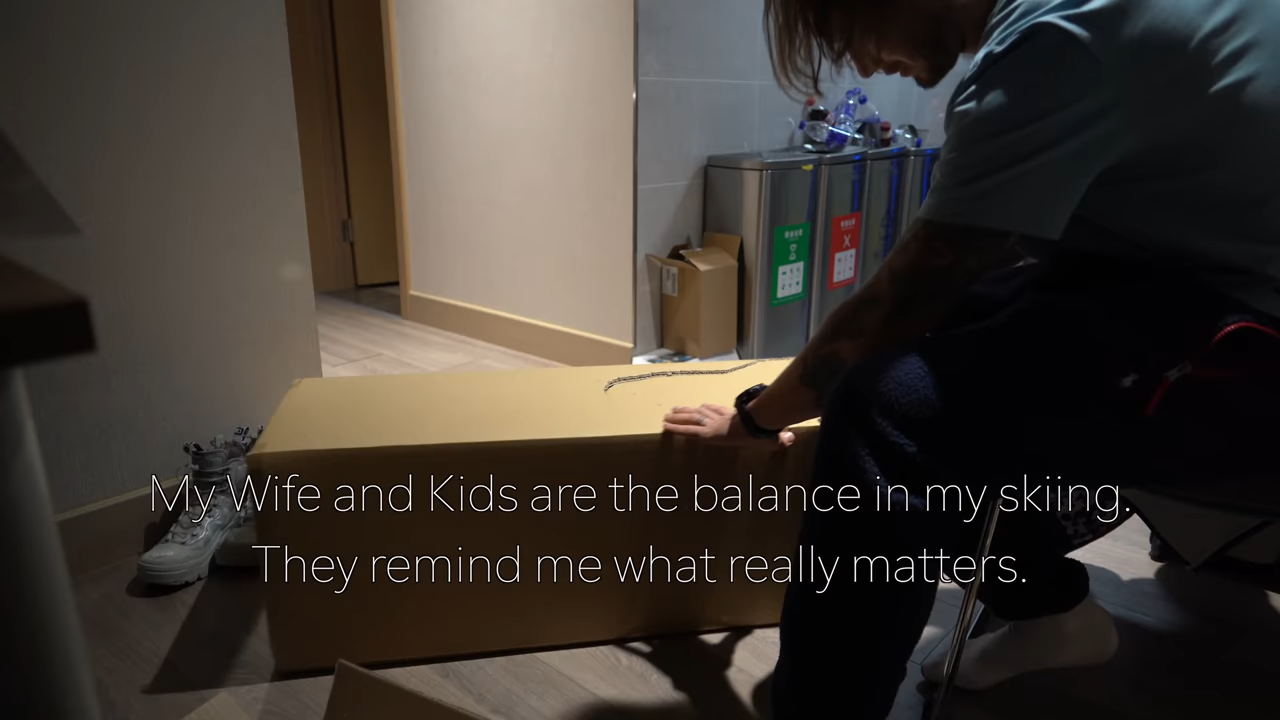 My Wife and Kids are the balance in my skiing.
They remind me what really matters.